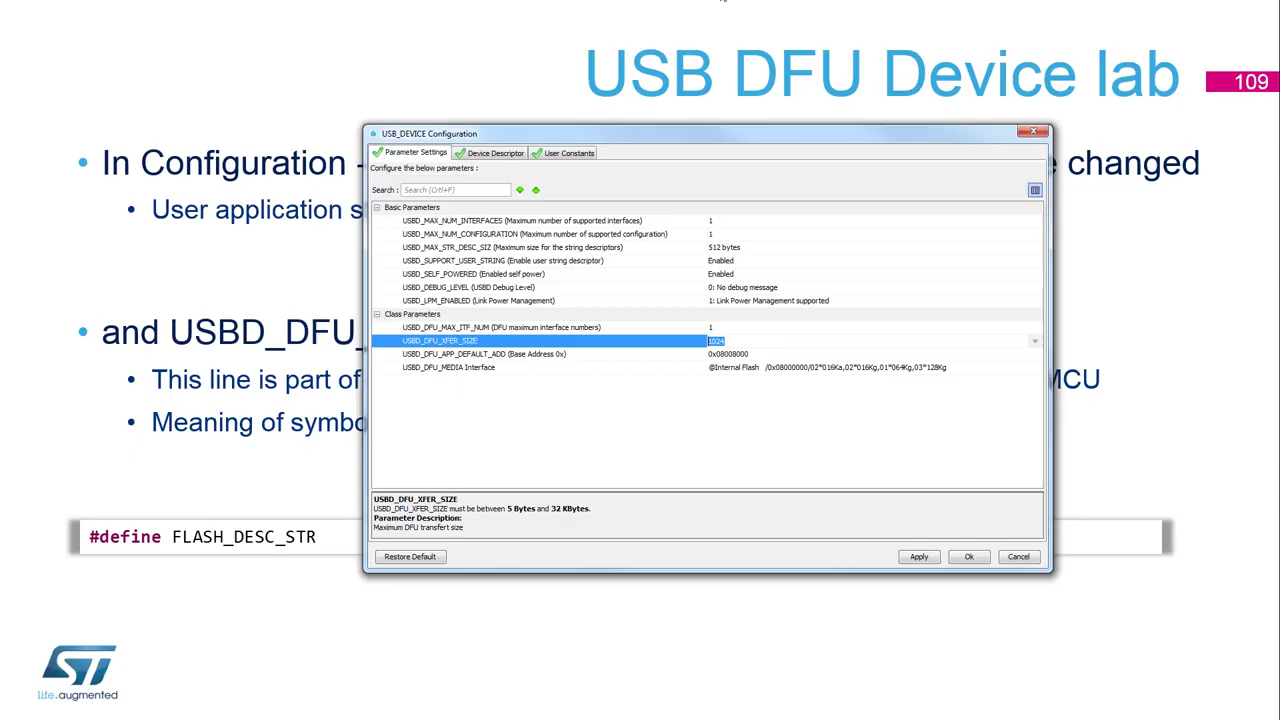 USB DFU Device lab
109
• In Configuration - changed
• User application s
• and USBD_DFU_
• This line is part of MCU
• Meaning of symbo
#define FLASH_DESC_STR
USB_DEVICE Configuration
Parameter Settings Device Descriptor User Constants
Configure the below parameters :
Search : Search (Crtl+F)
Basic Parameters
USBD_MAX_NUM_INTERFACES (Maximum number of supported interfaces) 1
USBD_MAX_NUM_CONFIGURATION (Maximum number of supported configuration) 1
USBD_MAX_STR_DESC_SIZ (Maximum size for the string descriptors) 512 bytes
USBD_SUPPORT_USER_STRING (Enable user string descriptor) Enabled
USBD_SELF_POWERED (Enabled self power) Enabled
USBD_DEBUG_LEVEL (USBD Debug Level) 0: No debug message
USBD_LPM_ENABLED (Link Power Management) 1: Link Power Management supported
Class Parameters
USBD_DFU_MAX_ITF_NUM (DFU maximum interface numbers) 1
USBD_DFU_XFER_SIZE 1024
USBD_DFU_APP_DEFAULT_ADD (Base Address 0x) 0x08008000
USBD_DFU_MEDIA Interface @Internal Flash /0x08000000/02*016Ka,02*016Kg,01*064Kg,03*128Kg
USBD_DFU_XFER_SIZE
USBD_DFU_XFER_SIZE must be between 5 Bytes and 32 KBytes.
Parameter Description:
Maximum DFU transfert size
Restore Default Apply Ok Cancel
ST
life.augmented